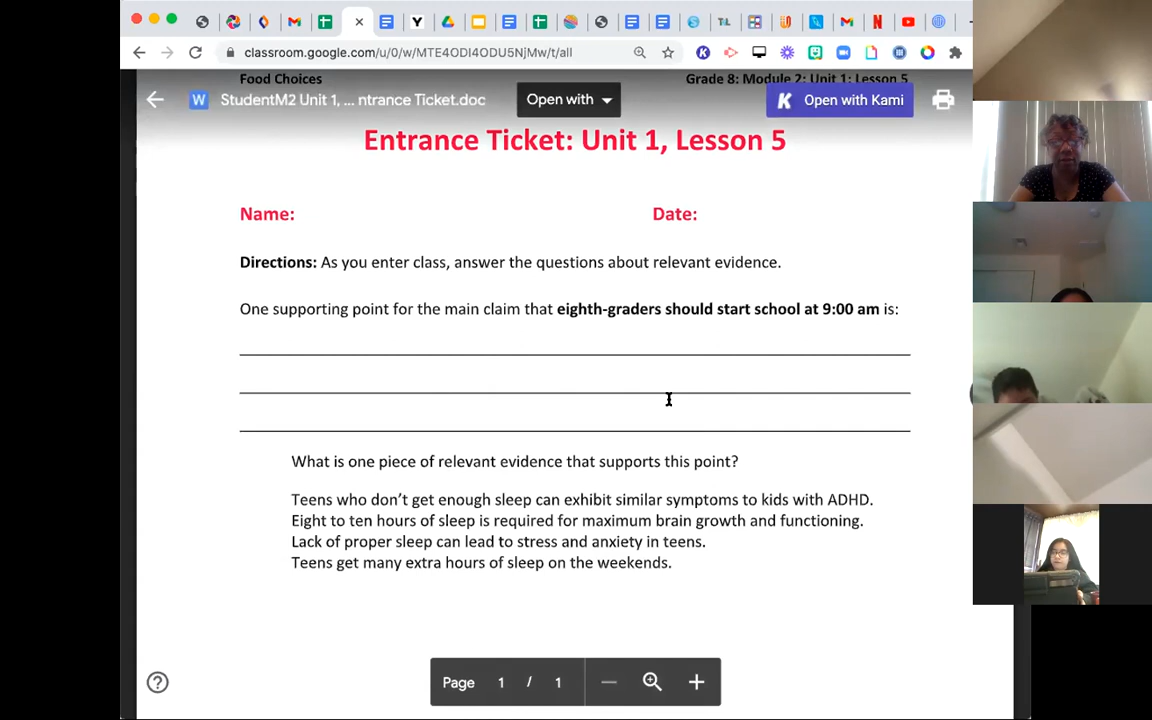 classroom.google.com/u/0/w/MTE4ODI4ODU5NjMw/t/all
Food Choices
Grade 8: Module 2: Unit 1: Lesson 5
StudentM2 Unit 1, ... ntrance Ticket.doc
Open with
Open with Kami
Entrance Ticket: Unit 1, Lesson 5
Name:
Date:
Directions: As you enter class, answer the questions about relevant evidence.
One supporting point for the main claim that eighth-graders should start school at 9:00 am is:
What is one piece of relevant evidence that supports this point?
Teens who don’t get enough sleep can exhibit similar symptoms to kids with ADHD.
Eight to ten hours of sleep is required for maximum brain growth and functioning.
Lack of proper sleep can lead to stress and anxiety in teens.
Teens get many extra hours of sleep on the weekends.
Page 1 / 1